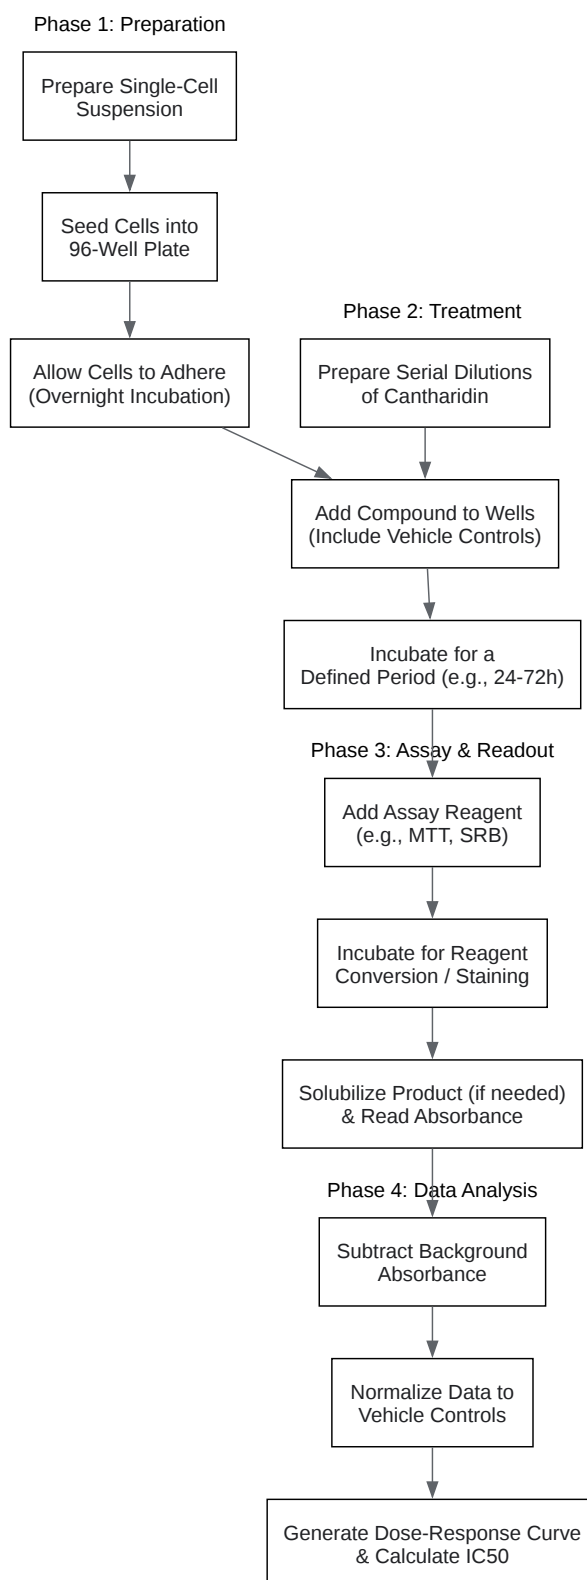 Phase 1: Preparation
Prepare Single-Cell
Suspension
Seed Cells into
96-Well Plate
Allow Cells to Adhere
(Overnight Incubation)
Phase 2: Treatment
Prepare Serial Dilutions
of Cantharidin
Add Compound to Wells
(Include Vehicle Controls)
Incubate for a
Defined Period (e.g., 24-72h)
Phase 3: Assay & Readout
Add Assay Reagent
(e.g., MTT, SRB)
Incubate for Reagent
Conversion / Staining
Solubilize Product (if needed)
& Read Absorbance
Phase 4: Data Analysis
Subtract Background
Absorbance
Normalize Data to
Vehicle Controls
Generate Dose-Response Curve
& Calculate IC50